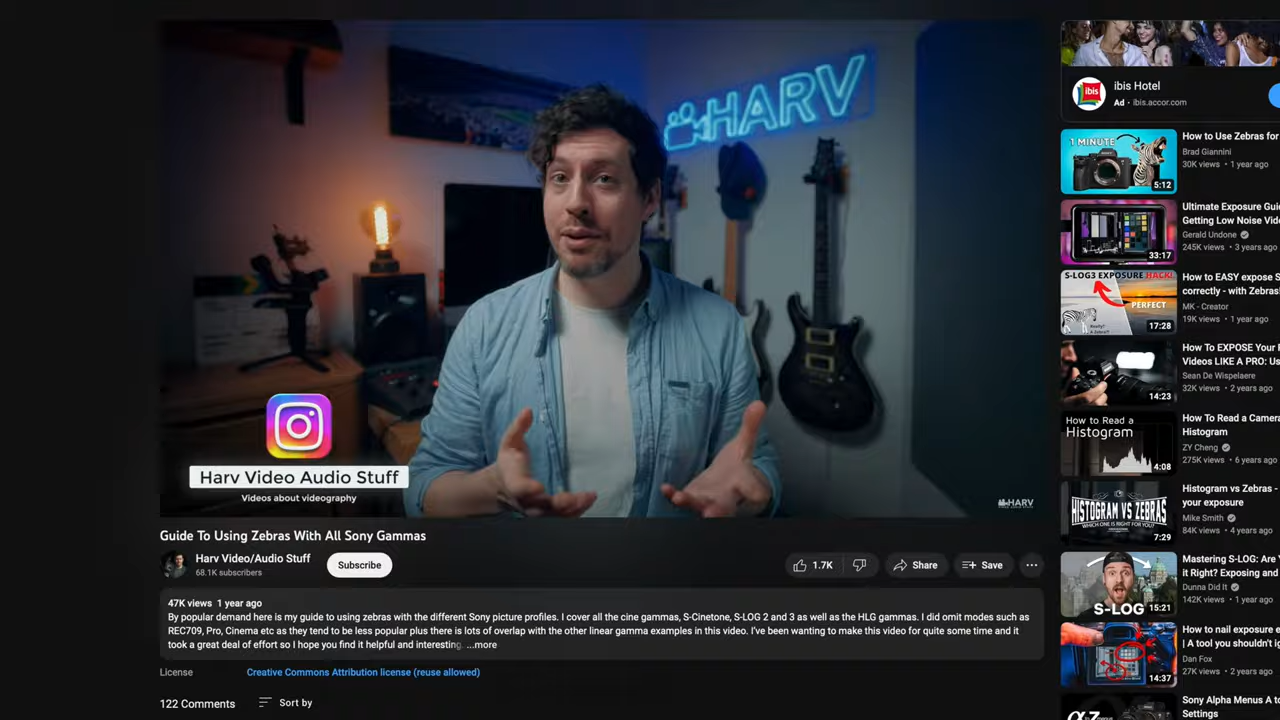 HARV
Harv Video Audio Stuff
Videos about videography
HARV
Guide To Using Zebras With All Sony Gammas
Harv Video/Audio Stuff
68.1K subscribers
Subscribe
1.7K
Share
Save
47K views 1 year ago
By popular demand here is my guide to using zebras with the different Sony picture profiles. I cover all the cine gammas, S-Cinetone, S-LOG 2 and 3 as well as the HLG gammas. I did omit modes such as
REC709, Pro, Cinema etc as they tend to be less popular plus there is lots of overlap with the other linear gamma examples in this video. I've been wanting to make this video for quite some time and it
took a great deal of effort so I hope you find it helpful and interesting. ...more
License
Creative Commons Attribution license (reuse allowed)
122 Comments
Sort by
ibis
ibis Hotel
Ad · ibis.accor.com
1 MINUTE
5:12
How to Use Zebras for
Brad Giannini
30K views • 1 year ago
33:17
Ultimate Exposure Gui
Getting Low Noise Vid
Gerald Undone
245K views • 3 years ago
S-LOG3 EXPOSURE HACK!
PERFECT
Really?
A Zebra?!
17:28
How to EASY expose S
correctly - with Zebras!
MK - Creator
19K views • 1 year ago
14:23
How To EXPOSE Your
Videos LIKE A PRO: Us
Sean De Wispelaere
32K views • 2 years ago
How to Read a
Histogram
4:08
How To Read a Camera
Histogram
ZY Cheng
275K views • 6 years ago
HISTOGRAM VS ZEBRAS
WHICH ONE IS RIGHT FOR YOU?
7:29
Histogram vs Zebras -
your exposure
Mike Smith
84K views • 4 years ago
S-LOG
15:21
Mastering S-LOG: Are
it Right? Exposing and
Dunna Did It
142K views • 1 year ago
14:37
How to nail exposure e
| A tool you shouldn't ig
Dan Fox
27K views • 2 years ago
Sony Alpha Menus A to
Settings